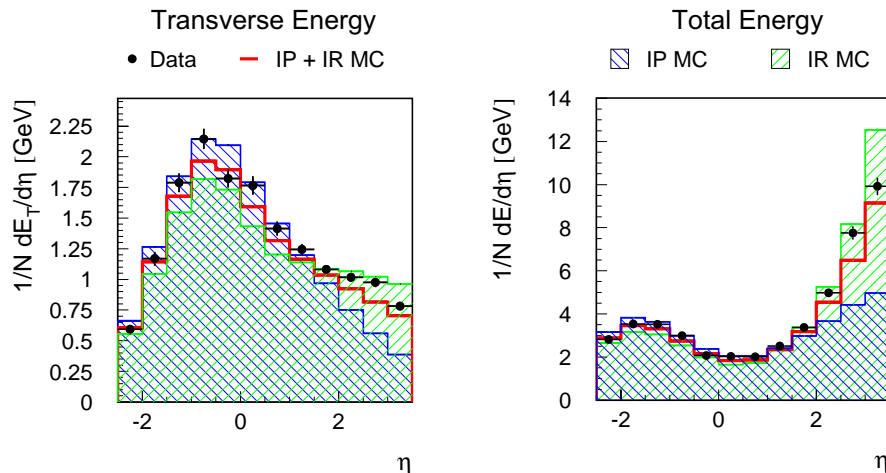 Transverse Energy
Data
IP + IR MC
1/N dE_T/dη [GeV]
2.25
2
1.75
1.5
1.25
1
0.75
0.5
0.25
0
-2
0
2
η
Total Energy
IP MC
IR MC
1/N dE/dη [GeV]
14
12
10
8
6
4
2
0
-2
0
2
η